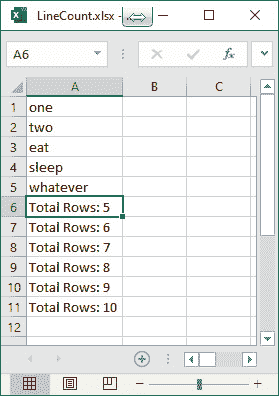 LineCount.xlsx -
A6
fx
A B C
1 one
2 two
3 eat
4 sleep
5 whatever
6 Total Rows: 5
7 Total Rows: 6
8 Total Rows: 7
9 Total Rows: 8
10 Total Rows: 9
11 Total Rows: 10
12